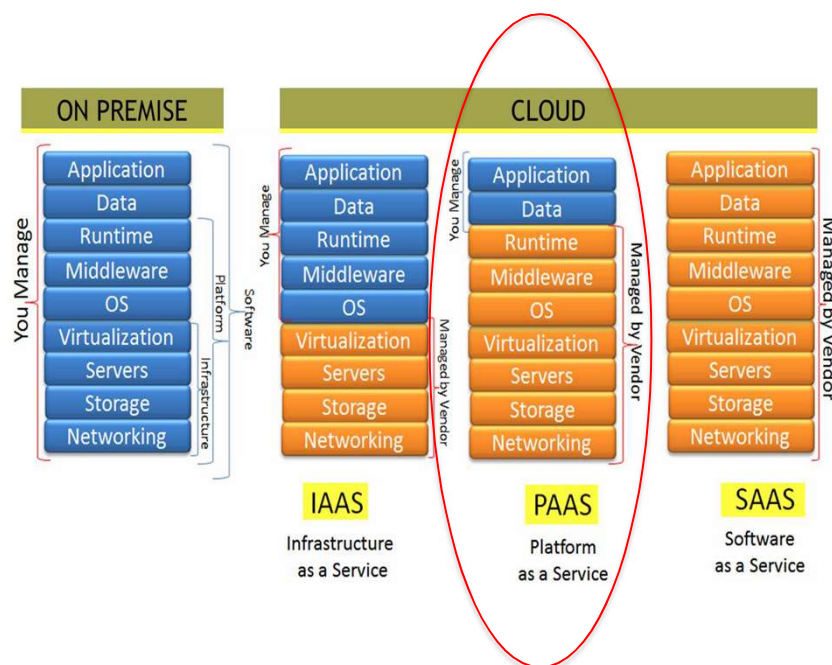 ON PREMISE
CLOUD
You Manage
Application
Data
Runtime
Middleware
OS
Virtualization
Servers
Storage
Networking
Infrastructure
Platform
Software
You Manage
Application
Data
Runtime
Middleware
OS
Virtualization
Servers
Storage
Networking
Managed by Vendor
IAAS
Infrastructure
as a Service
You Manage
Application
Data
Runtime
Middleware
OS
Virtualization
Servers
Storage
Networking
Managed by Vendor
PAAS
Platform
as a Service
Application
Data
Runtime
Middleware
OS
Virtualization
Servers
Storage
Networking
Managed by Vendor
SAAS
Software
as a Service